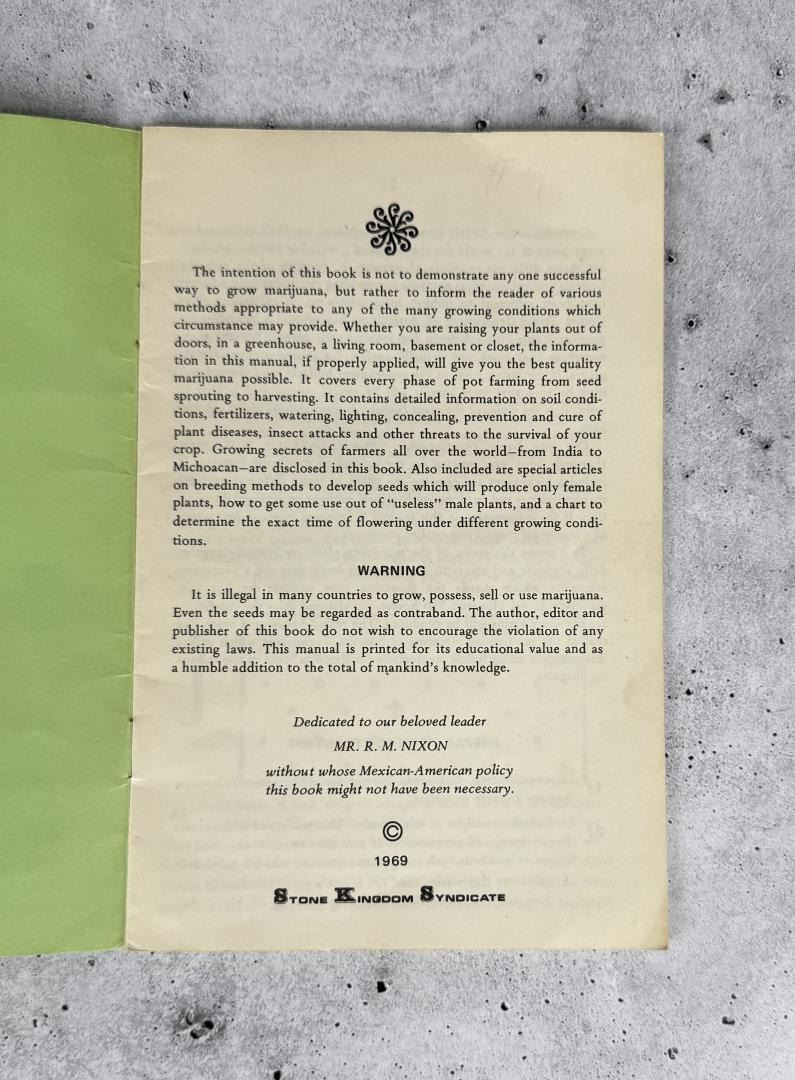 The intention of this book is not to demonstrate any one successful
way to grow marijuana, but rather to inform the reader of various
methods appropriate to any of the many growing conditions which
circumstance may provide. Whether you are raising your plants out of
doors, in a greenhouse, a living room, basement or closet, the informa-
tion in this manual, if properly applied, will give you the best quality
marijuana possible. It covers every phase of pot farming from seed
sprouting to harvesting. It contains detailed information on soil condi-
tions, fertilizers, watering, lighting, concealing, prevention and cure of
plant diseases, insect attacks and other threats to the survival of your
crop. Growing secrets of farmers all over the world—from India to
Michoacan—are disclosed in this book. Also included are special articles
on breeding methods to develop seeds which will produce only female
plants, how to get some use out of “useless” male plants, and a chart to
determine the exact time of flowering under different growing condi-
tions.
WARNING
It is illegal in many countries to grow, possess, sell or use marijuana.
Even the seeds may be regarded as contraband. The author, editor and
publisher of this book do not wish to encourage the violation of any
existing laws. This manual is printed for its educational value and as
a humble addition to the total of mankind’s knowledge.
Dedicated to our beloved leader
MR. R. M. NIXON
without whose Mexican-American policy
this book might not have been necessary.
©
1969
STONE KINGDOM SYNDICATE